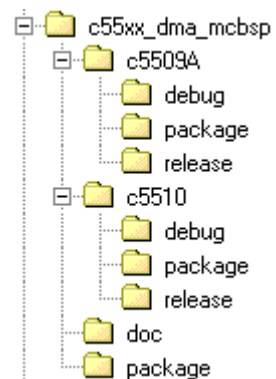 c55xx_dma_mcbsp
c5509A
debug
package
release
c5510
debug
package
release
doc
package